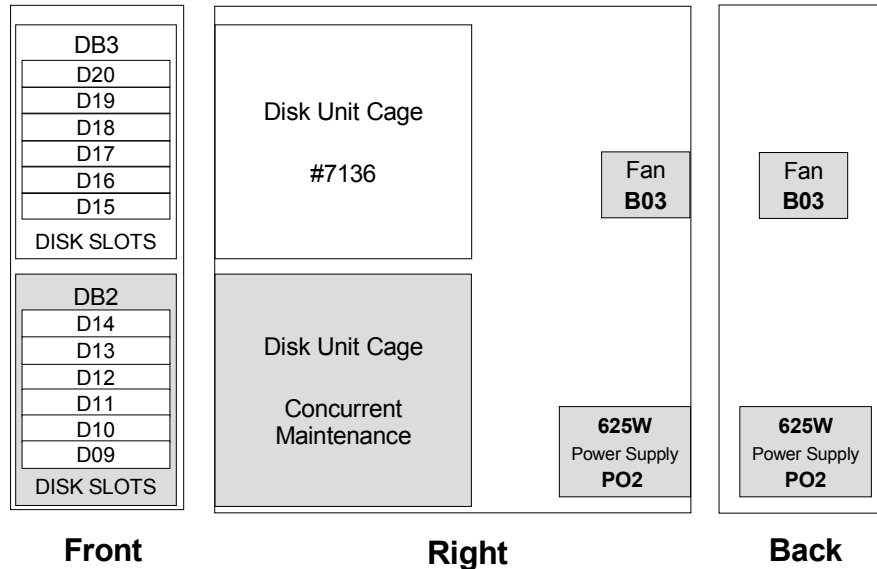 DB3
D20
D19
D18
D17
D16
D15
DISK SLOTS
DB2
D14
D13
D12
D11
D10
D09
DISK SLOTS
Front
Disk Unit Cage
#7136
Fan
B03
Disk Unit Cage
Concurrent
Maintenance
625W
Power Supply
PO2
Right
Fan
B03
625W
Power Supply
PO2
Back